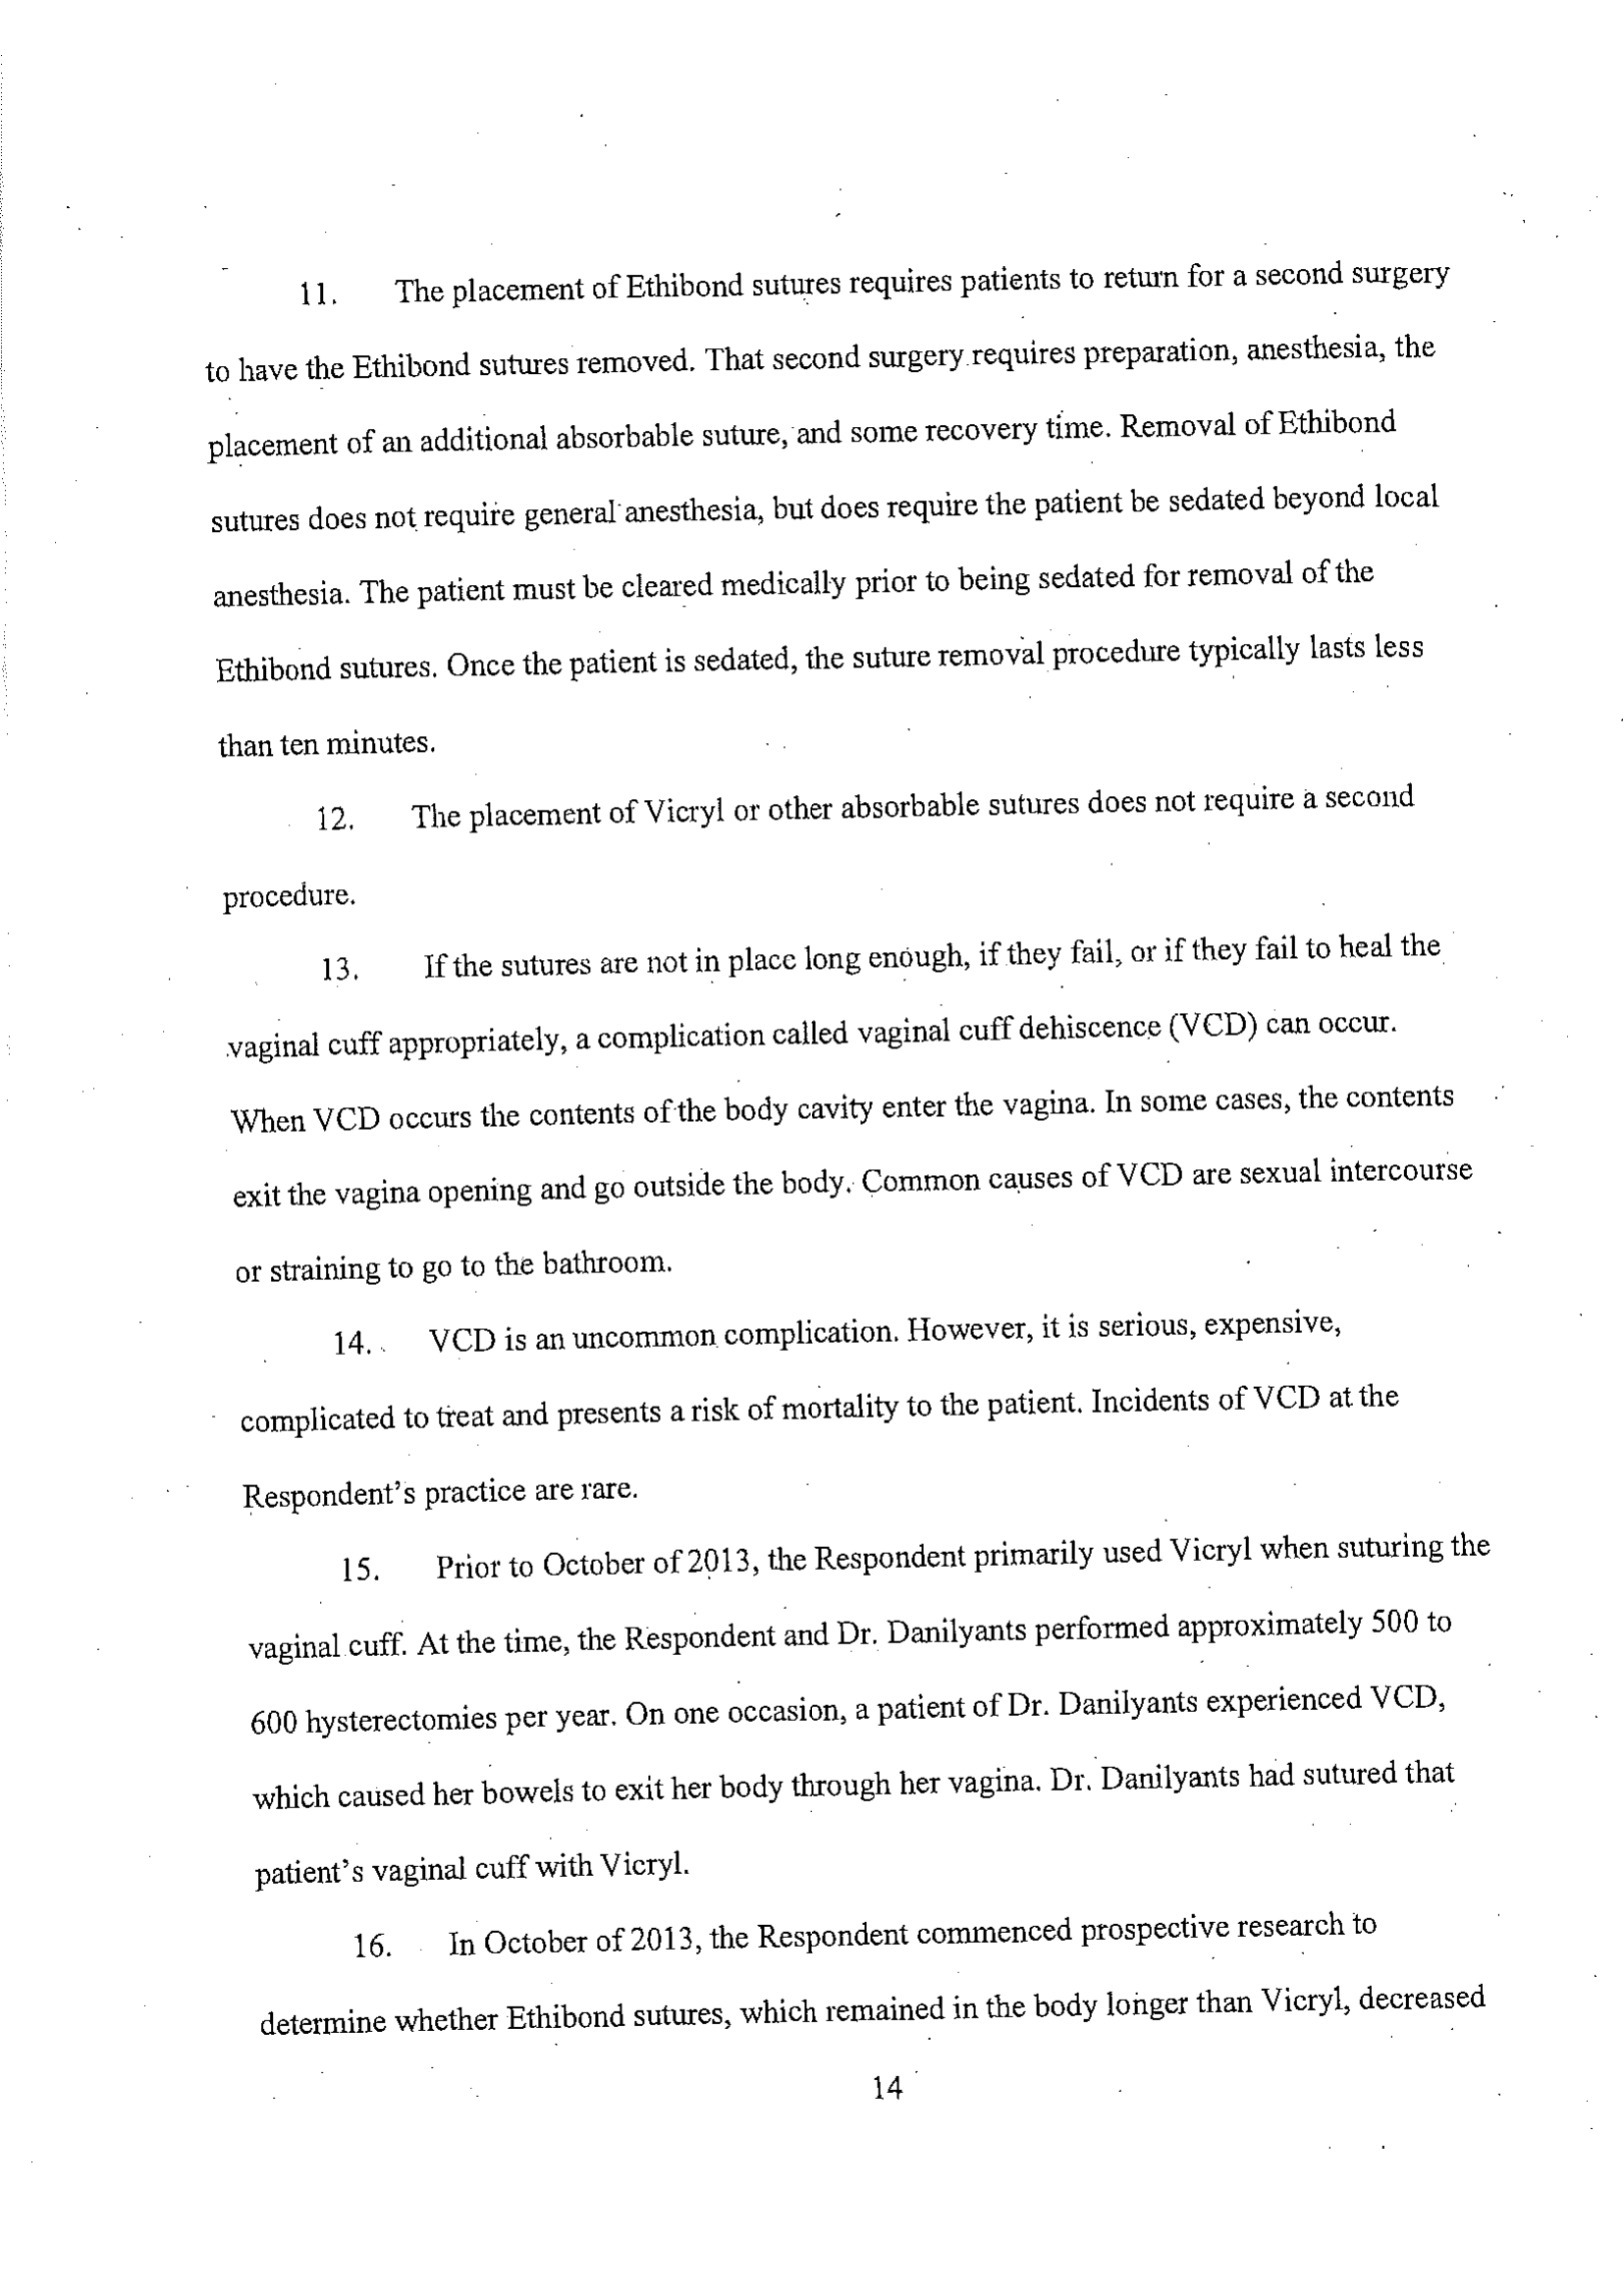 11. The placement of Ethibond sutures requires patients to return for a second surgery
to have the Ethibond sutures removed. That second surgery requires preparation, anesthesia, the
placement of an additional absorbable suture, and some recovery time. Removal of Ethibond
sutures does not require general anesthesia, but does require the patient be sedated beyond local
anesthesia. The patient must be cleared medically prior to being sedated for removal of the
Ethibond sutures. Once the patient is sedated, the suture removal procedure typically lasts less
than ten minutes.
12. The placement of Vicryl or other absorbable sutures does not require a second
procedure.
13. If the sutures are not in place long enough, if they fail, or if they fail to heal the
vaginal cuff appropriately, a complication called vaginal cuff dehiscence (VCD) can occur.
When VCD occurs the contents of the body cavity enter the vagina. In some cases, the contents
exit the vagina opening and go outside the body. Common causes of VCD are sexual intercourse
or straining to go to the bathroom.
14. VCD is an uncommon complication. However, it is serious, expensive,
complicated to treat and presents a risk of mortality to the patient. Incidents of VCD at the
Respondent's practice are rare.
15. Prior to October of 2013, the Respondent primarily used Vicryl when suturing the
vaginal cuff. At the time, the Respondent and Dr. Danilyants performed approximately 500 to
600 hysterectomies per year. On one occasion, a patient of Dr. Danilyants experienced VCD,
which caused her bowels to exit her body through her vagina. Dr. Danilyants had sutured that
patient's vaginal cuff with Vicryl.
16. In October of 2013, the Respondent commenced prospective research to
determine whether Ethibond sutures, which remained in the body longer than Vicryl, decreased
14